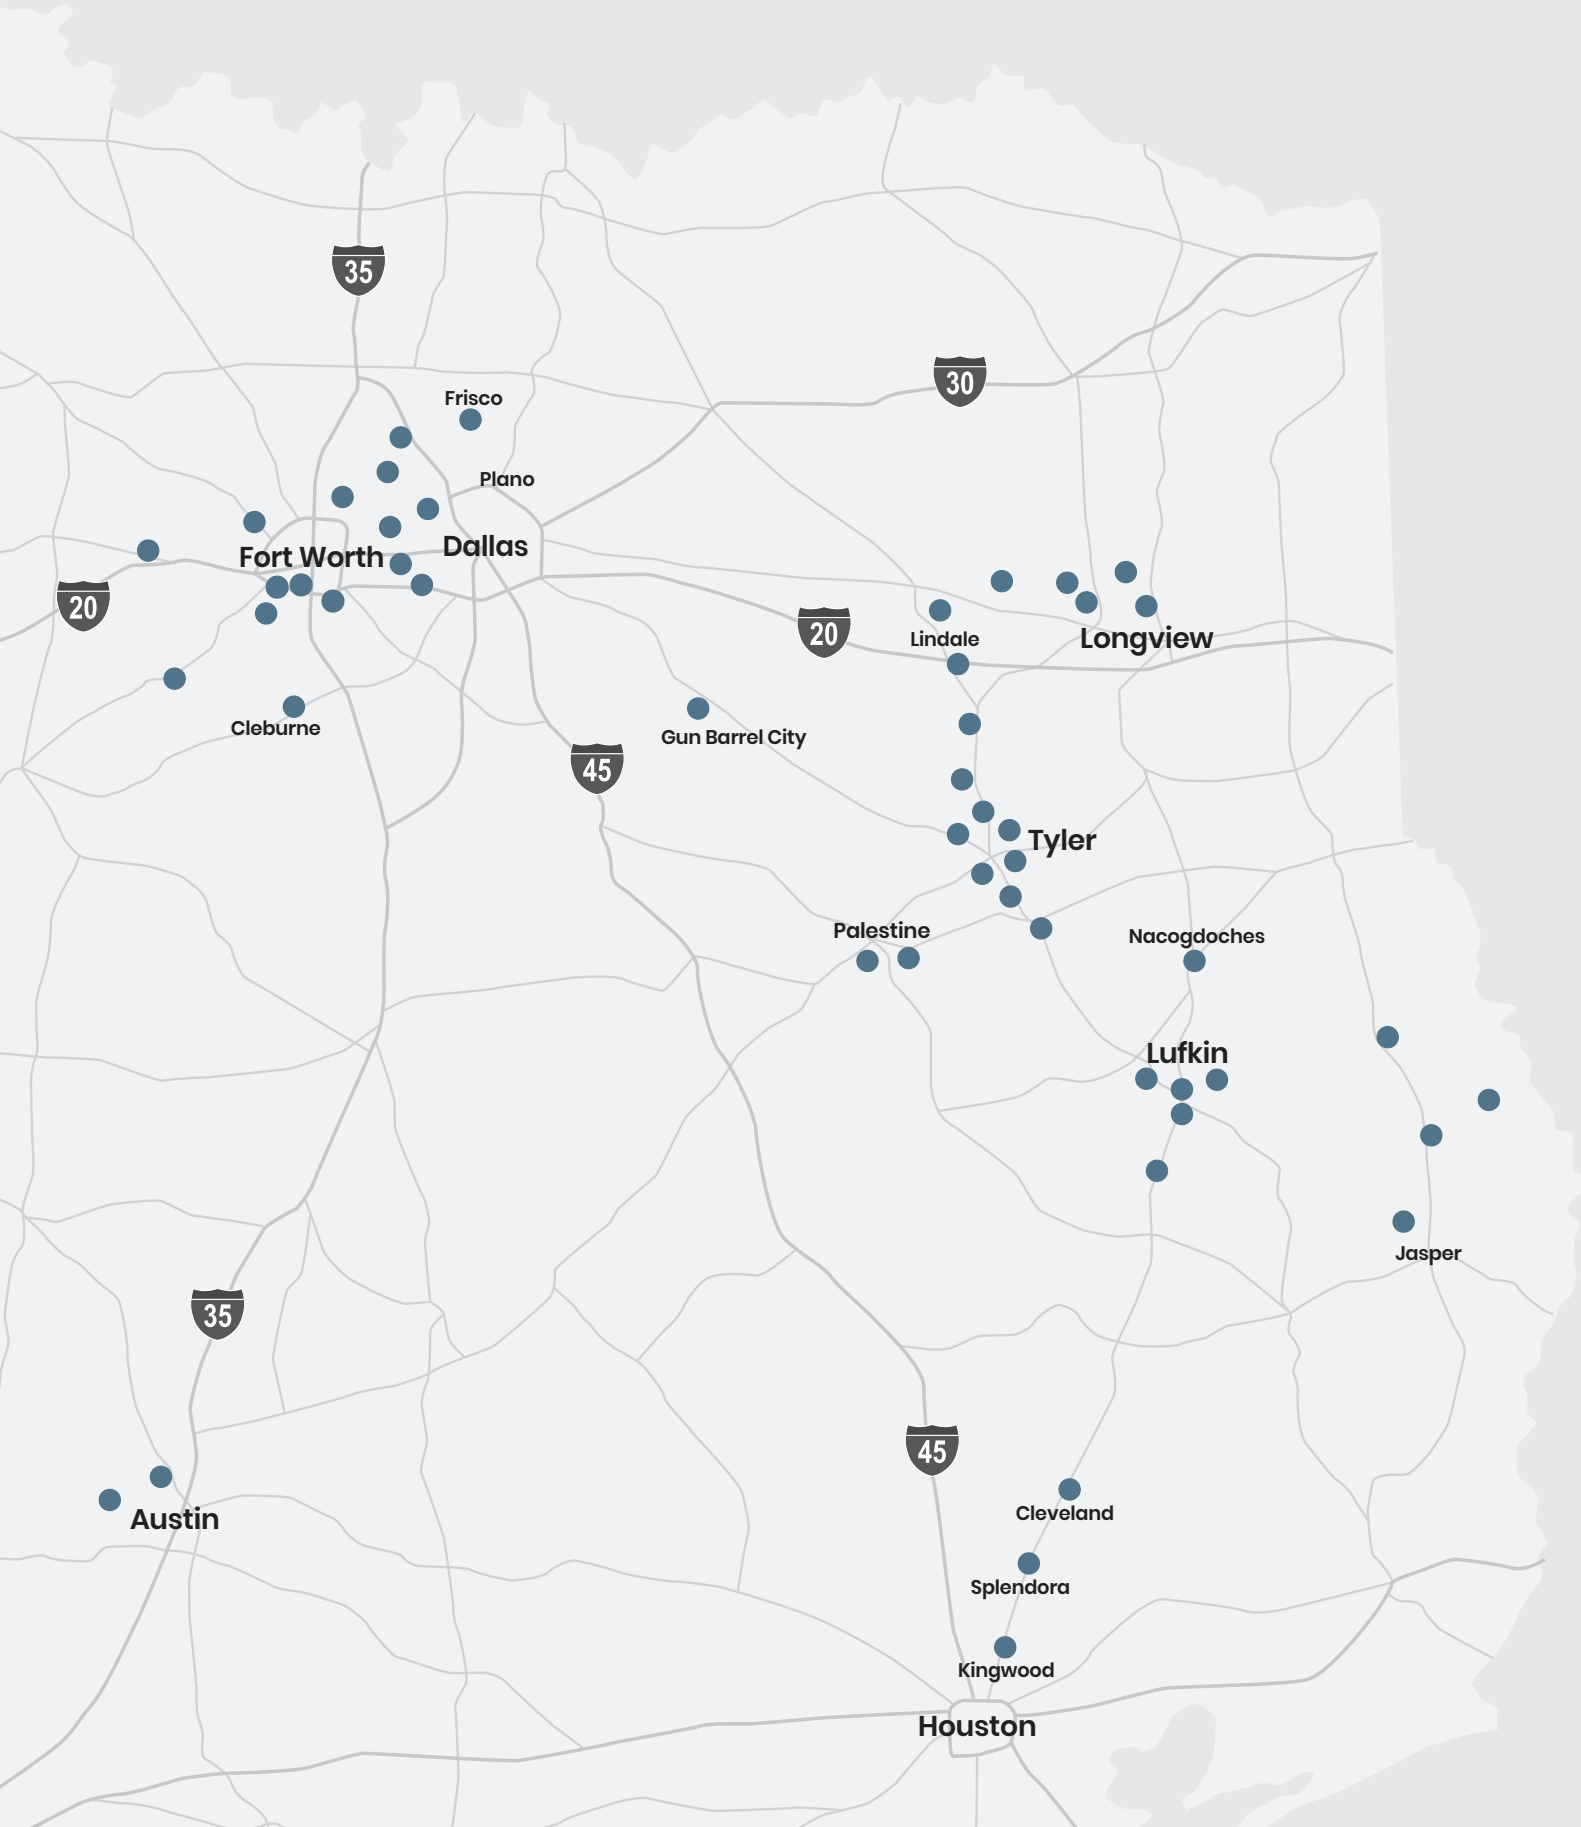 35
30
Frisco
Plano
Dallas
Fort Worth
20
20
Lindale
Longview
Cleburne
Gun Barrel City
45
Tyler
Palestine
Nacogdoches
Lufkin
Jasper
35
45
Austin
Cleveland
Splendora
Kingwood
Houston